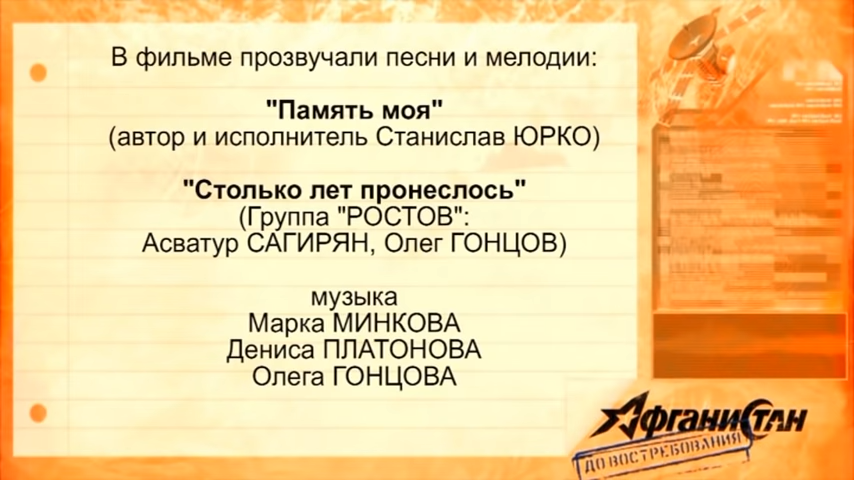 В фильме прозвучали песни и мелодии:
"Память моя"
(автор и исполнитель Станислав ЮРКО)
"Столько лет пронеслось"
(Группа "РОСТОВ":
Асватур САГИРЯН, Олег ГОНЦОВ)
музыка
Марка МИНКОВА
Дениса ПЛАТОНОВА
Олега ГОНЦОВА
Афганистан
ДО ВОСТРЕБОВАНИЯ